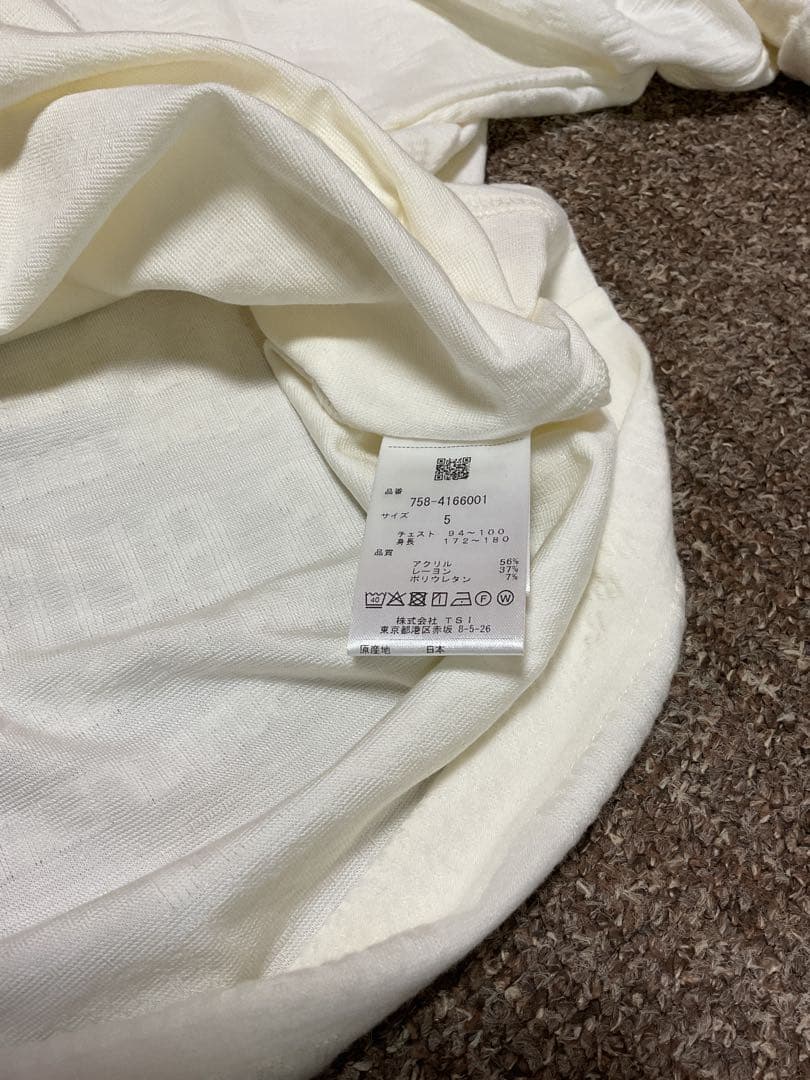 品番
758-4166001
サイズ
5
チェスト 94～100
身長 172～180
品質
アクリル 56%
レーヨン 37%
ポリウレタン 7%
40 F W
株式会社 TSI
東京都港区赤坂 8-5-26
原産地 日本